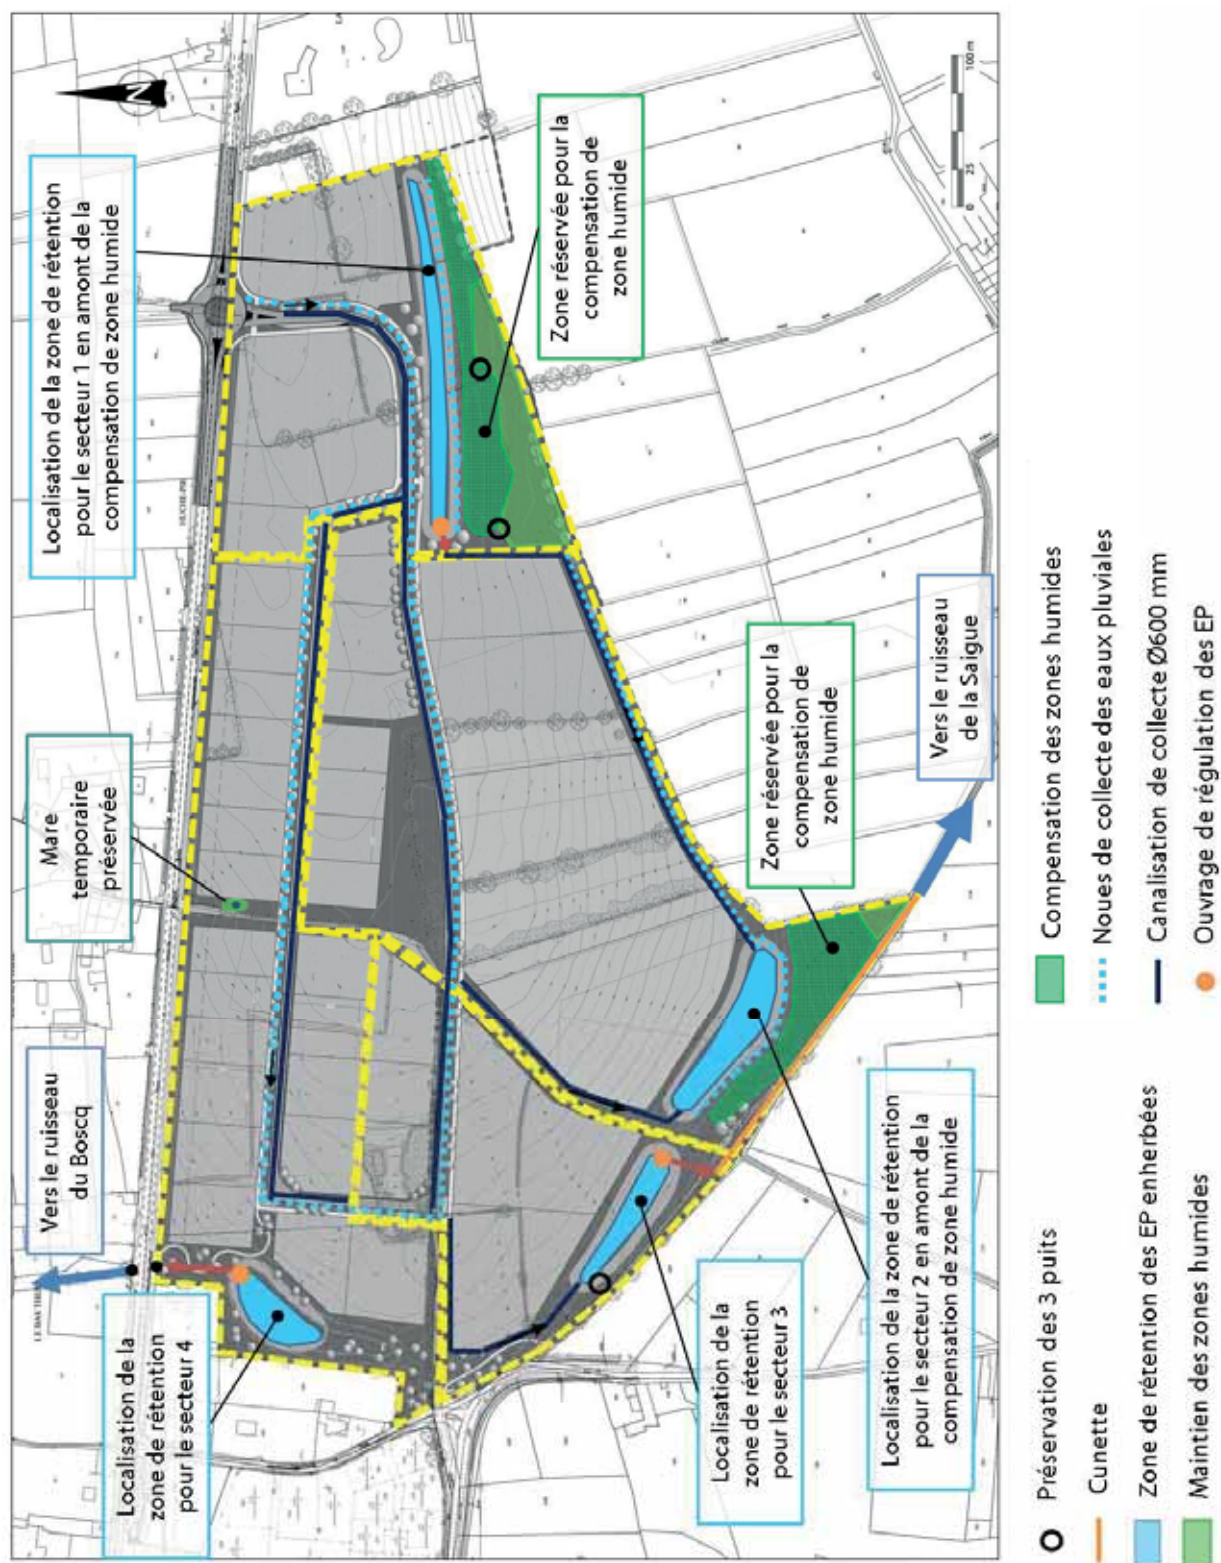 Vers le ruisseau
du Boscq
Mare
temporaire
préservée
Localisation de la zone de rétention
pour le secteur 1 en amont de la
compensation de zone humide
N
HUCHE-PIE
Localisation de la
zone de rétention
pour le secteur 4
Zone réservée pour la
compensation de
zone humide
Localisation de la
zone de rétention
pour le secteur 3
Localisation de la zone de rétention
pour le secteur 2 en amont de la
compensation de zone humide
Zone réservée pour la
compensation de
zone humide
Vers le ruisseau
de la Saigue
0 25 100 m
Préservation des 3 puits
Cunette
Zone de rétention des EP enherbées
Maintien des zones humides
Compensation des zones humides
Noues de collecte des eaux pluviales
Canalisation de collecte Ø600 mm
Ouvrage de régulation des EP